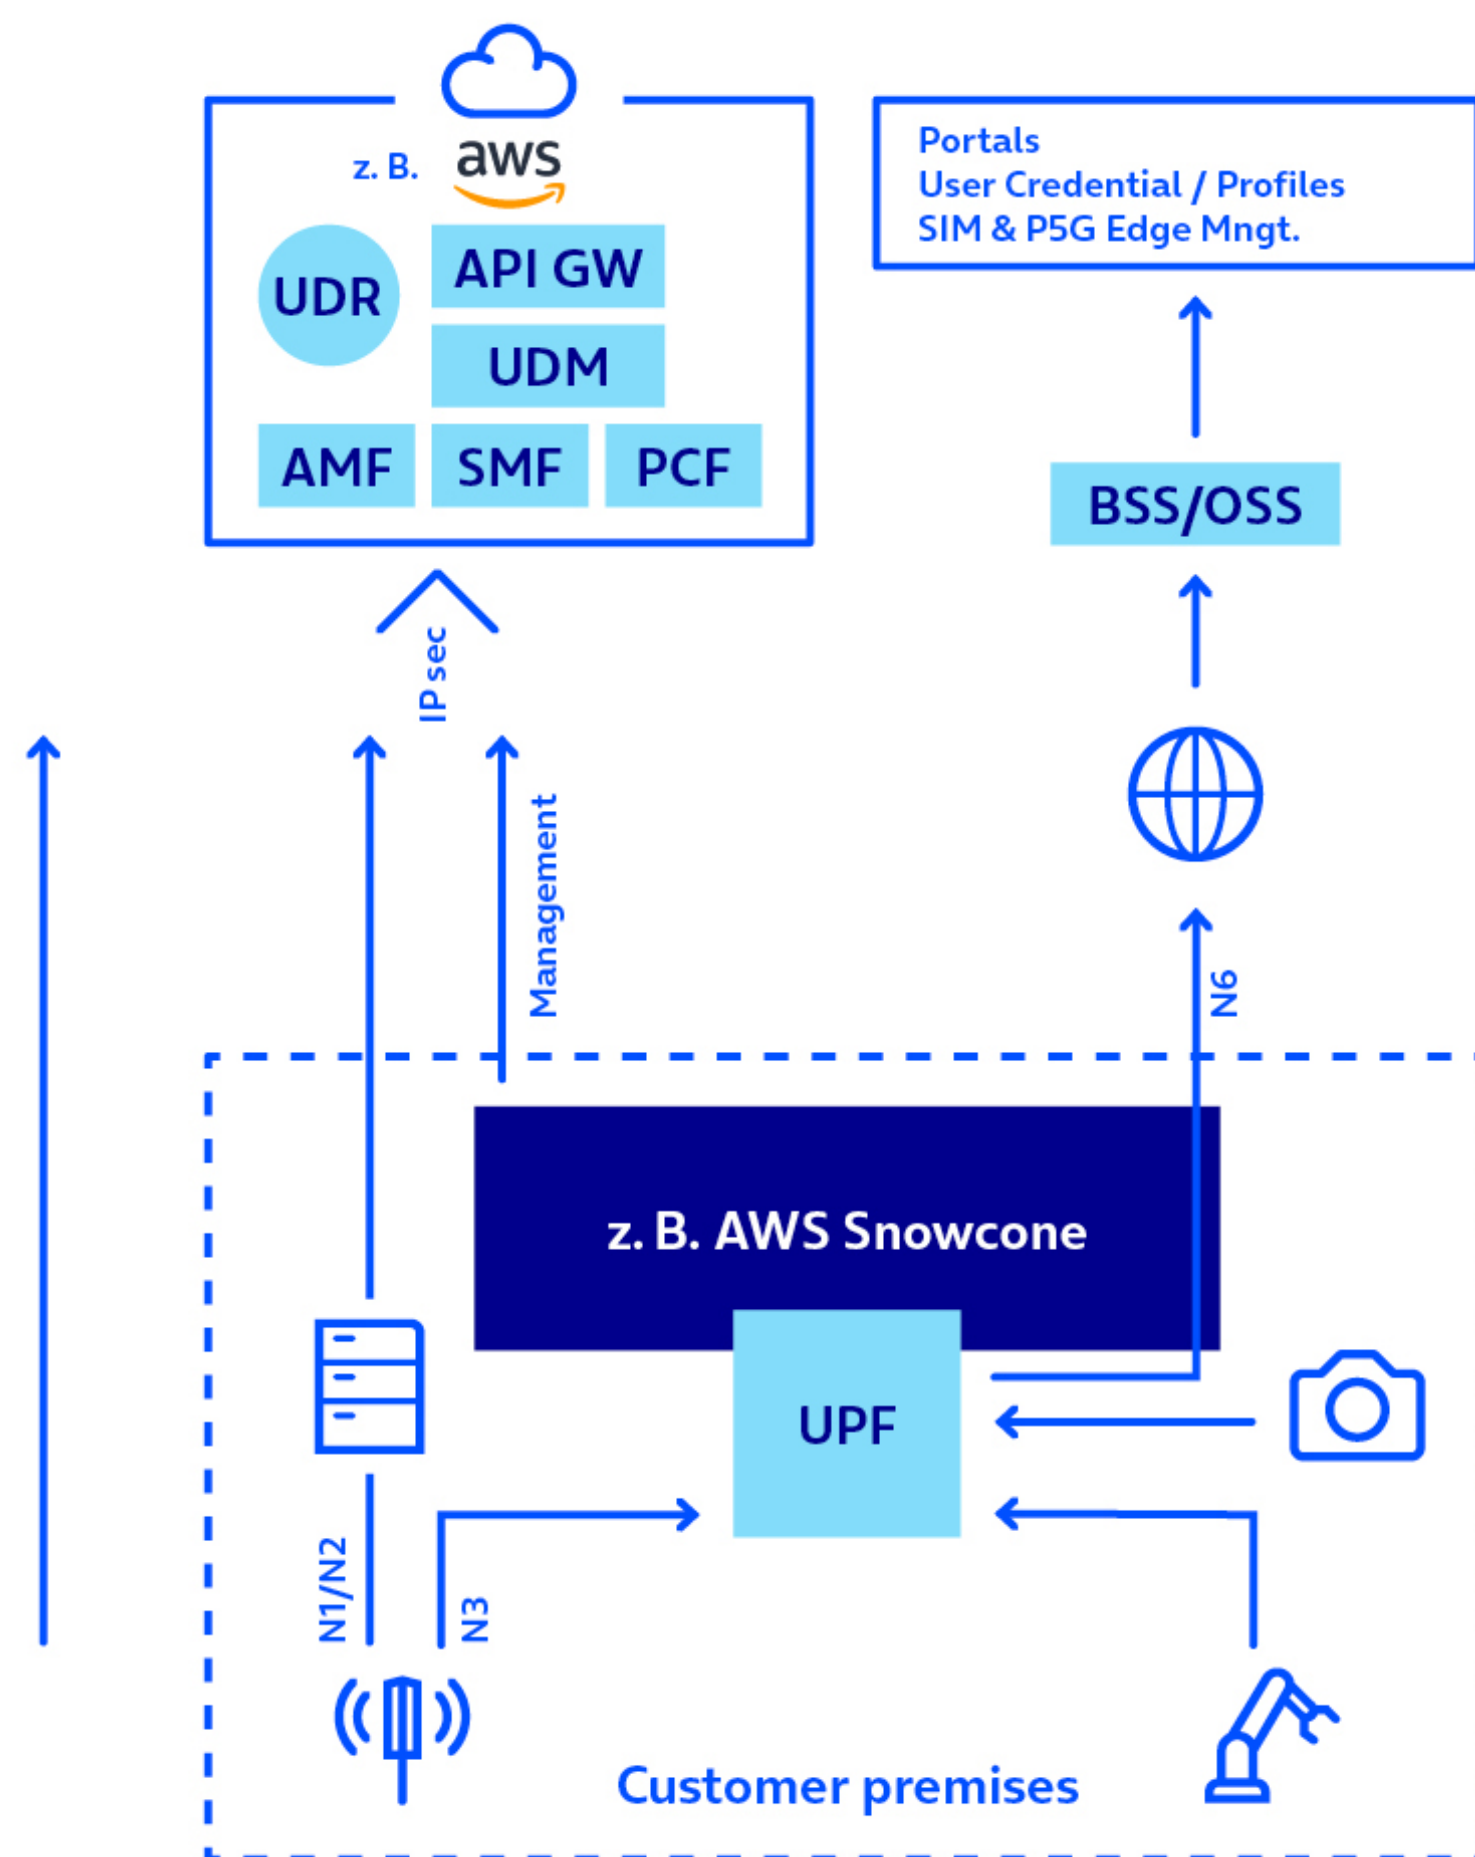 z. B.
aws
UDR
API GW
UDM
AMF
SMF
PCF
Portals
User Credential / Profiles
SIM & P5G Edge Mngt.
BSS/OSS
IP sec
Management
N6
z. B. AWS Snowcone
UPF
N1/N2
N3
Customer premises